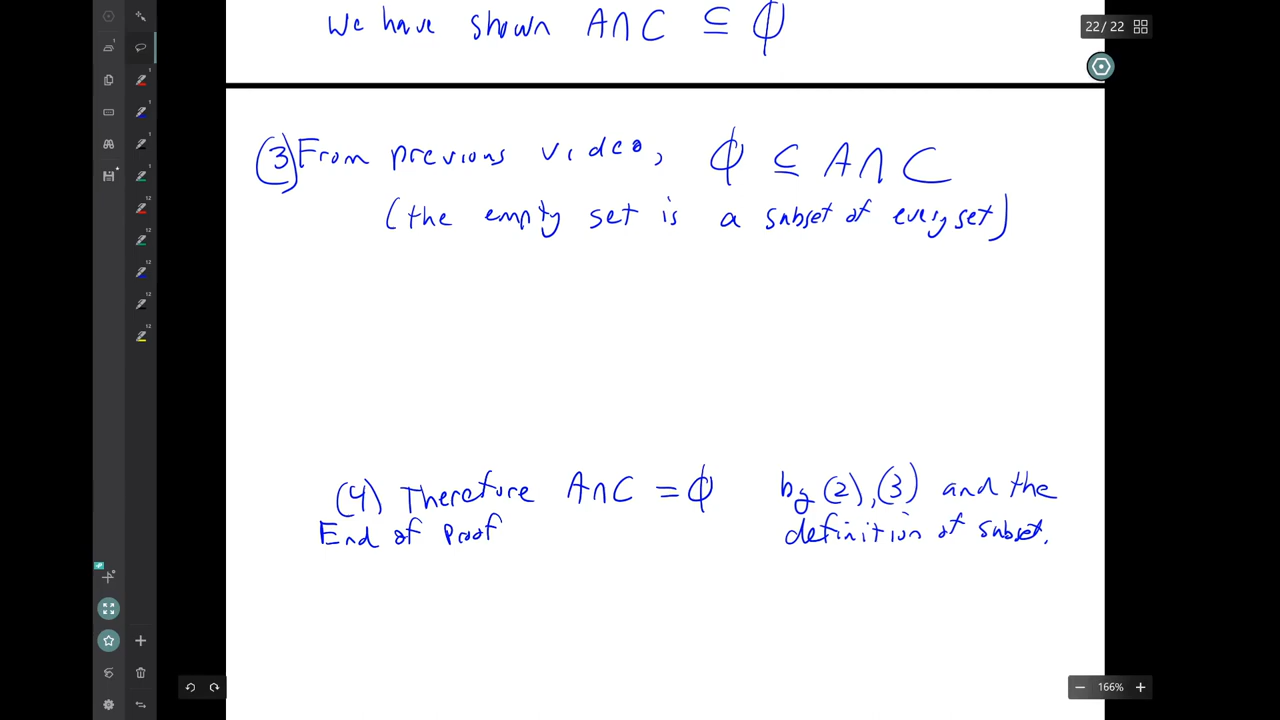 We have shown A∩C ⊆ ϕ
22/22
(3) From previous video, ϕ ⊆ A∩C
(the empty set is a subset of every set)
(4) Therefore A∩C = ϕ by (2), (3) and the
End of Proof definition of subset.
166%